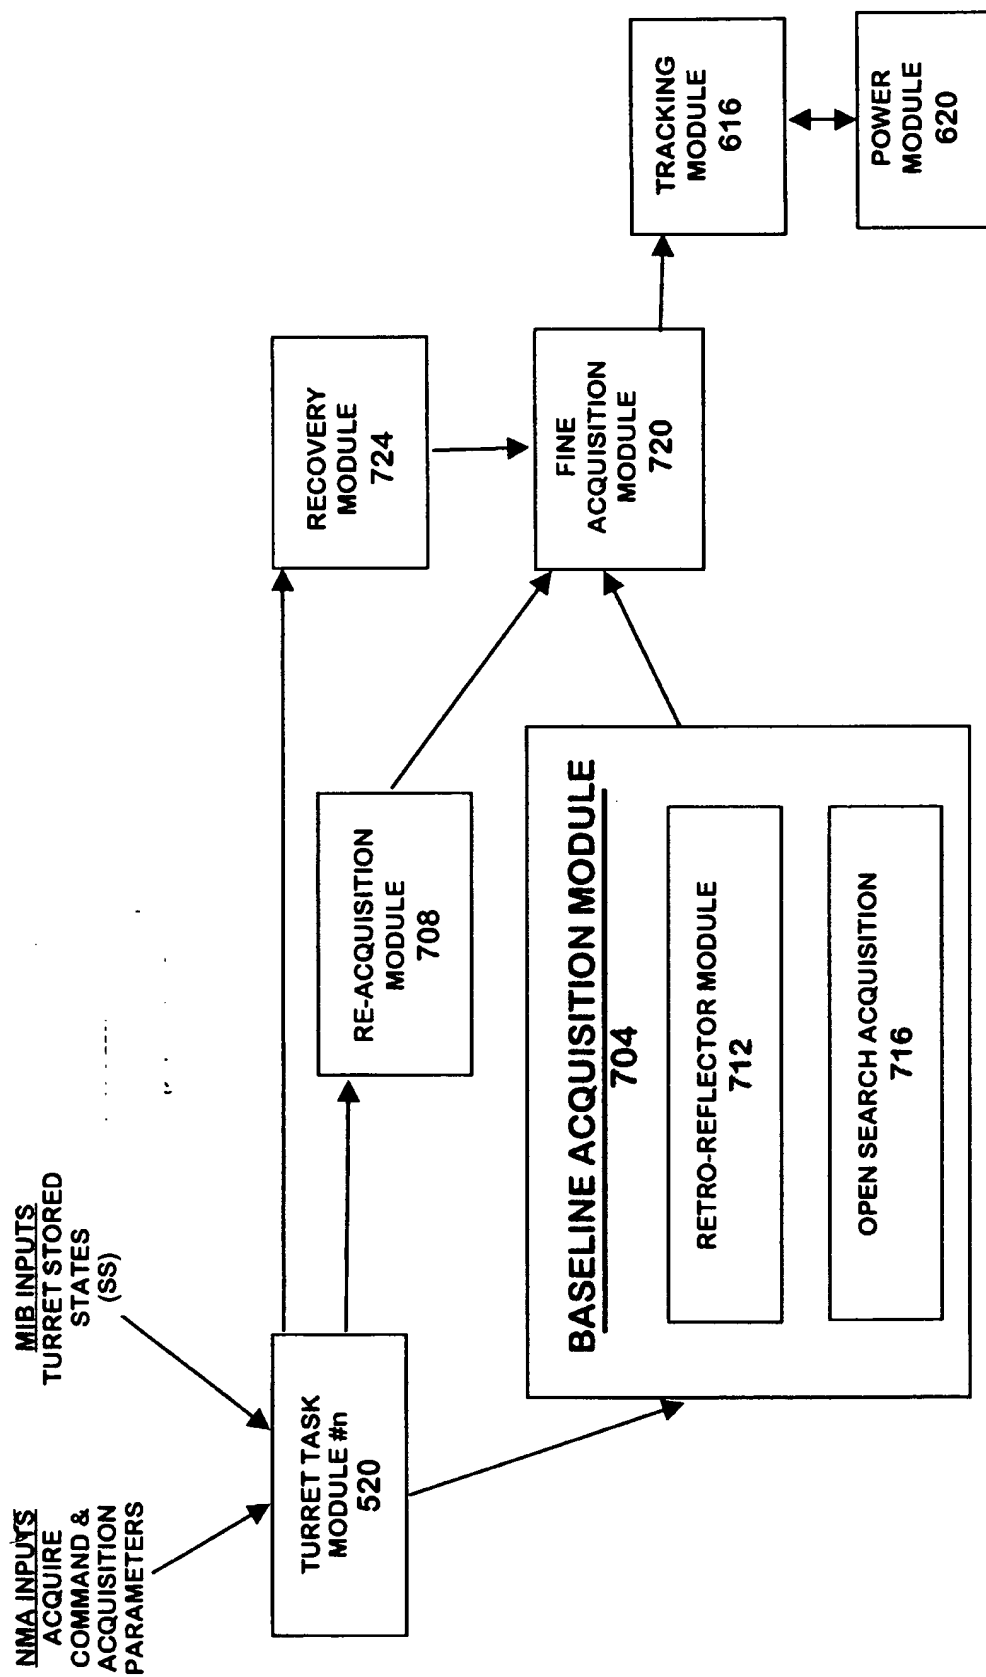 NMA INPUTS
ACQUIRE
COMMAND &
ACQUISITION
PARAMETERS
MIB INPUTS
TURRET STORED
STATES
(SS)
TURRET TASK
MODULE #n
520
RE-ACQUISITION
MODULE
708
RECOVERY
MODULE
724
BASELINE ACQUISITION MODULE
704
RETRO-REFLECTOR MODULE
712
OPEN SEARCH ACQUISITION
716
FINE
ACQUISITION
MODULE
720
TRACKING
MODULE
616
POWER
MODULE
620